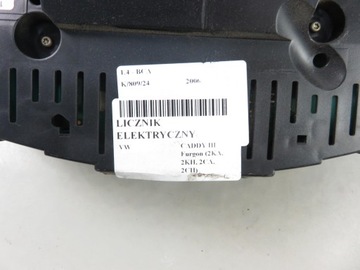 1.4 BCA
K/809/24 2006
LICZNIK
ELEKTRYCZNY
VW CADDY III
Furgon (2KA,
2KH, 2CA,
2CH)